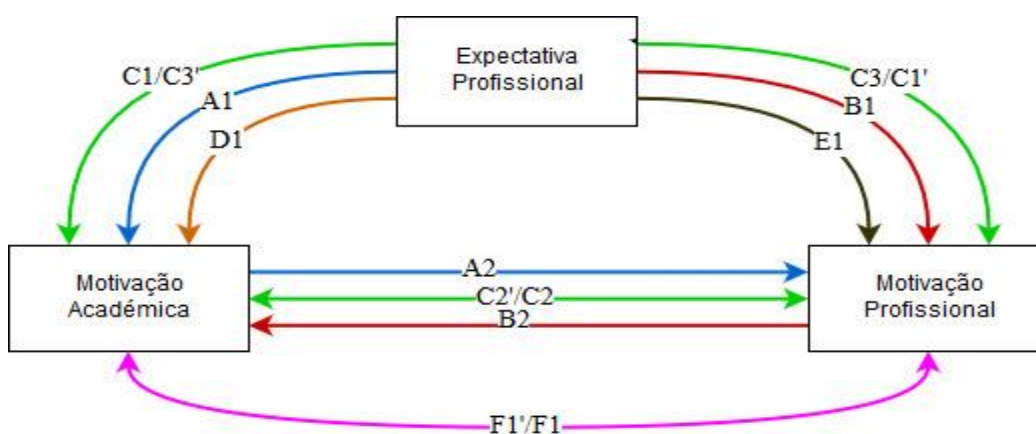 Expectativa
Profissional
C1/C3'
A1
D1
C3/C1'
B1
E1
Motivação
Académica
A2
C2'/C2
B2
Motivação
Profissional
F1'/F1